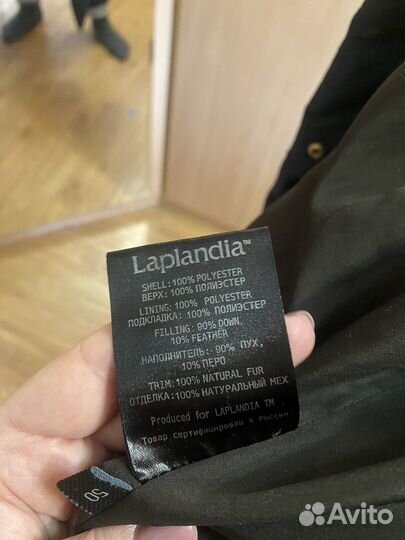 Laplandia™
SHELL: 100% POLYESTER
ВЕРХ: 100% ПОЛИЭСТЕР
LINING: 100% POLYESTER
ПОДКЛАДКА: 100% ПОЛИЭСТЕР
FILLING: 90% DOWN,
10% FEATHER
НАПОЛНИТЕЛЬ: 90% ПУХ,
10% ПЕРО
TRIM: 100% NATURAL FUR
ОТДЕЛКА: 100% НАТУРАЛЬНЫЙ МЕХ
Produced for LAPLANDIA TM
Товар сертифицирован в России
50
Avito